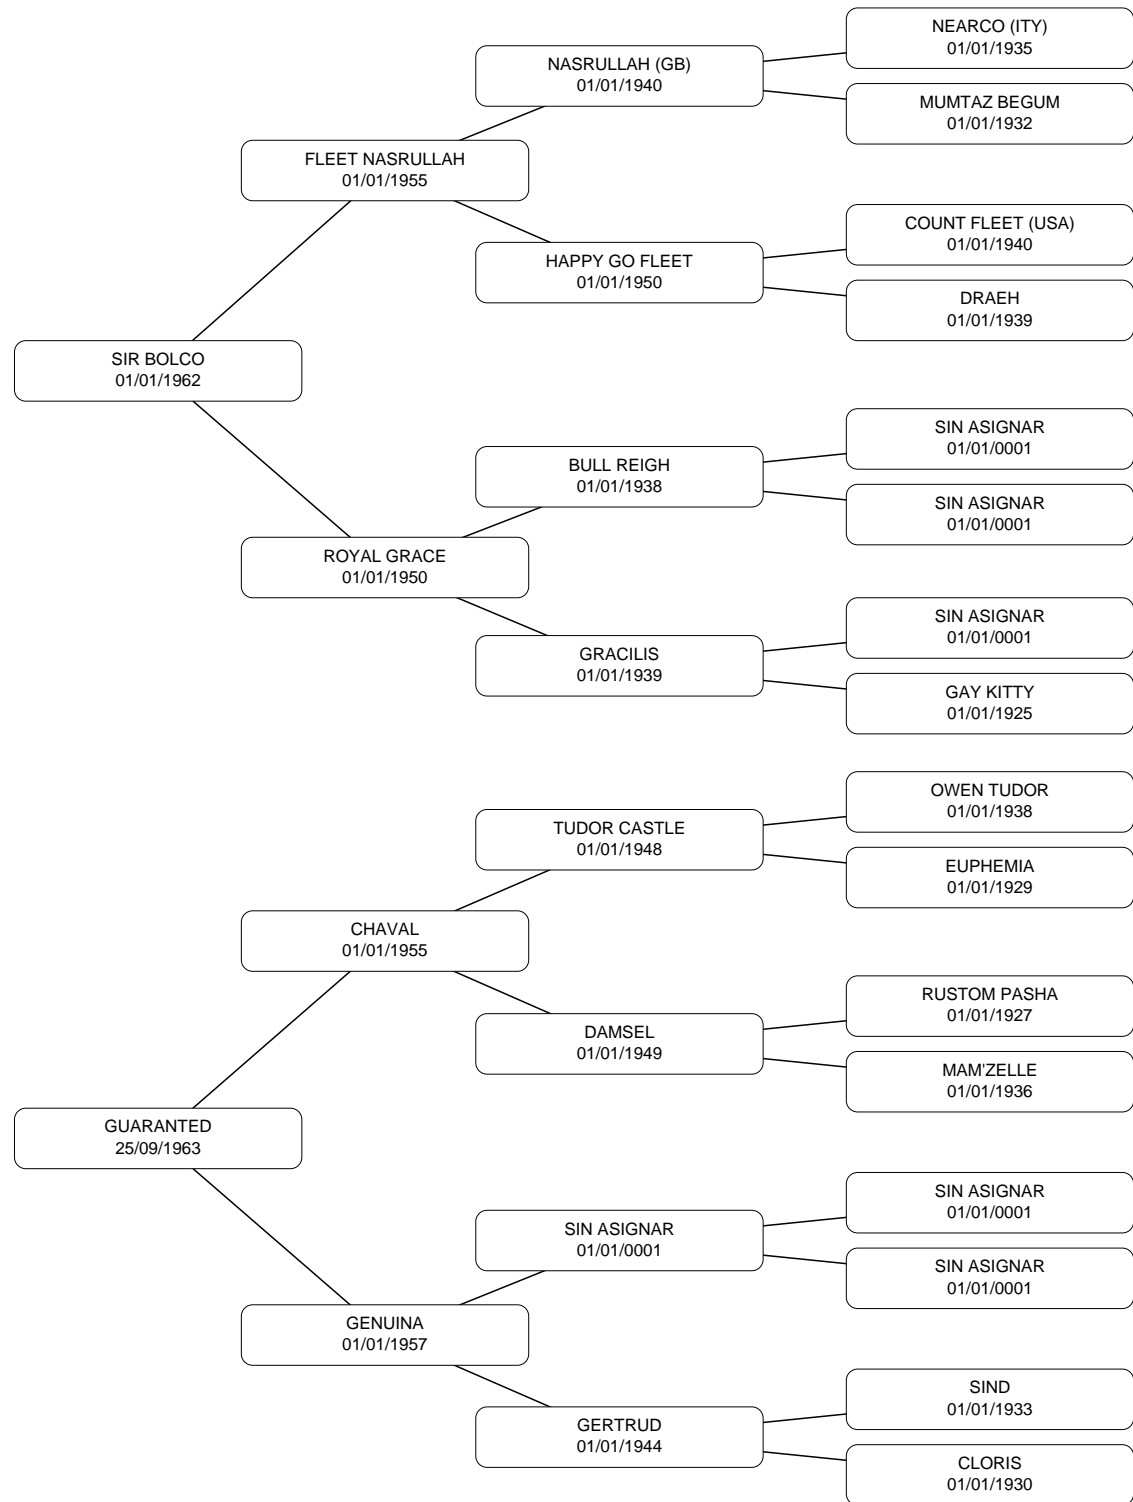 NEARCO (ITY)
01/01/1935
NASRULLAH (GB)
01/01/1940
MUMTAZ BEGUM
01/01/1932
FLEET NASRULLAH
01/01/1955
COUNT FLEET (USA)
01/01/1940
HAPPY GO FLEET
01/01/1950
DRAEH
01/01/1939
SIR BOLCO
01/01/1962
SIN ASIGNAR
01/01/0001
BULL REIGH
01/01/1938
SIN ASIGNAR
01/01/0001
ROYAL GRACE
01/01/1950
SIN ASIGNAR
01/01/0001
GRACILIS
01/01/1939
GAY KITTY
01/01/1925
OWEN TUDOR
01/01/1938
TUDOR CASTLE
01/01/1948
EUPHEMIA
01/01/1929
CHAVAL
01/01/1955
RUSTOM PASHA
01/01/1927
DAMSEL
01/01/1949
MAM'ZELLE
01/01/1936
GUARANTED
25/09/1963
SIN ASIGNAR
01/01/0001
SIN ASIGNAR
01/01/0001
SIN ASIGNAR
01/01/0001
GENUINA
01/01/1957
SIND
01/01/1933
GERTRUD
01/01/1944
CLORIS
01/01/1930